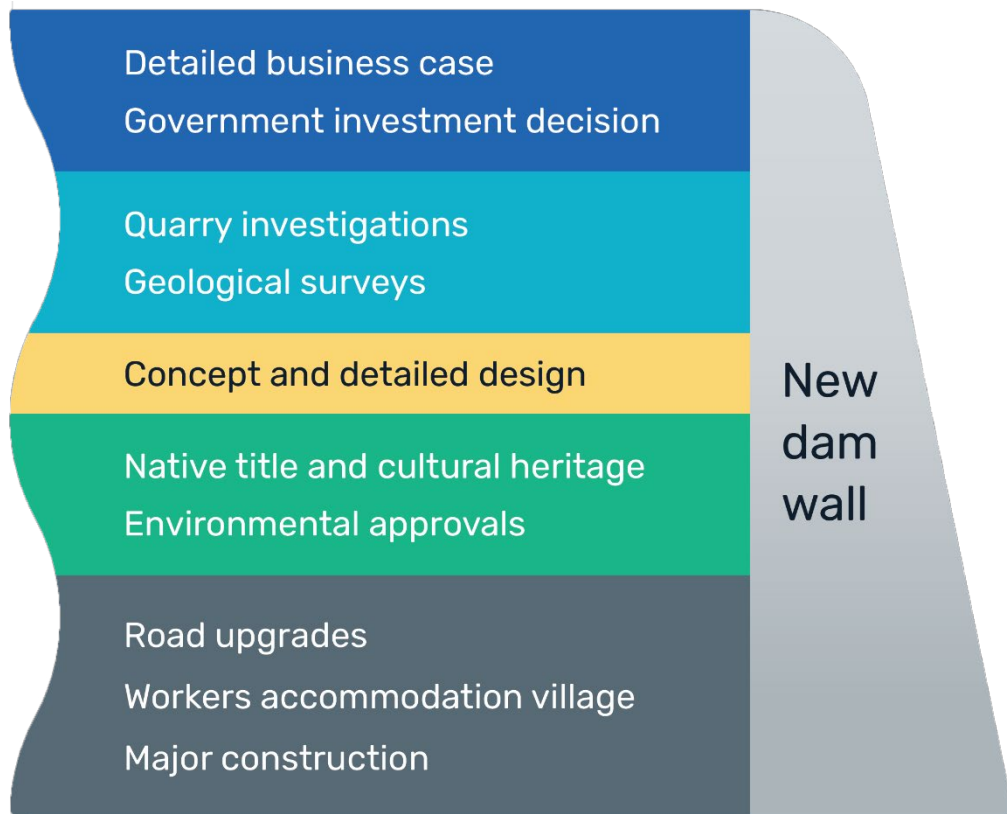 Detailed business case
Government investment decision
Quarry investigations
Geological surveys
Concept and detailed design
Native title and cultural heritage
Environmental approvals
Road upgrades
Workers accommodation village
Major construction
New
dam
wall